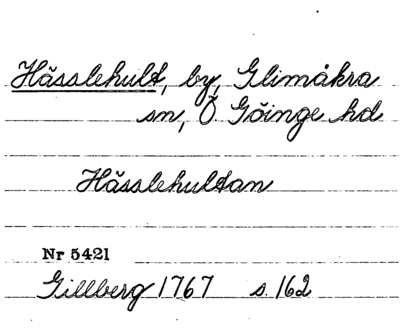 Hässlehult, by, Glimåkra
sn, Ö Göinge hd
Hässlehultan
Nr 5421
Gillberg 1767 s. 162